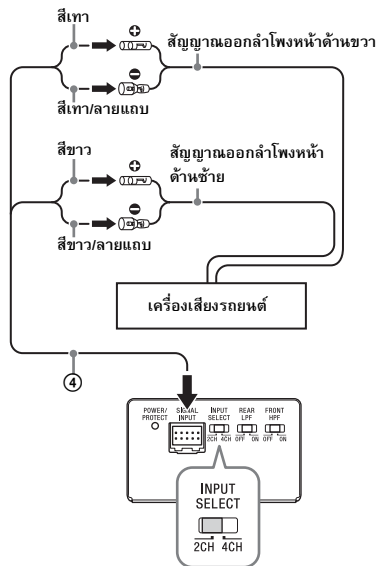 สีเทา
⊕
สัญญาณออกลำโพงหน้าด้านขวา
⊖
สีเทา/ลายแถบ
สีขาว
⊕
สัญญาณออกลำโพงหน้า
ด้านซ้าย
⊖
สีขาว/ลายแถบ
เครื่องเสียงรถยนต์
④
POWER/
PROTECT
SIGNAL
INPUT
INPUT
SELECT
2CH 4CH
REAR
LPF
OFF ON
FRONT
HPF
OFF ON
INPUT
SELECT
2CH 4CH